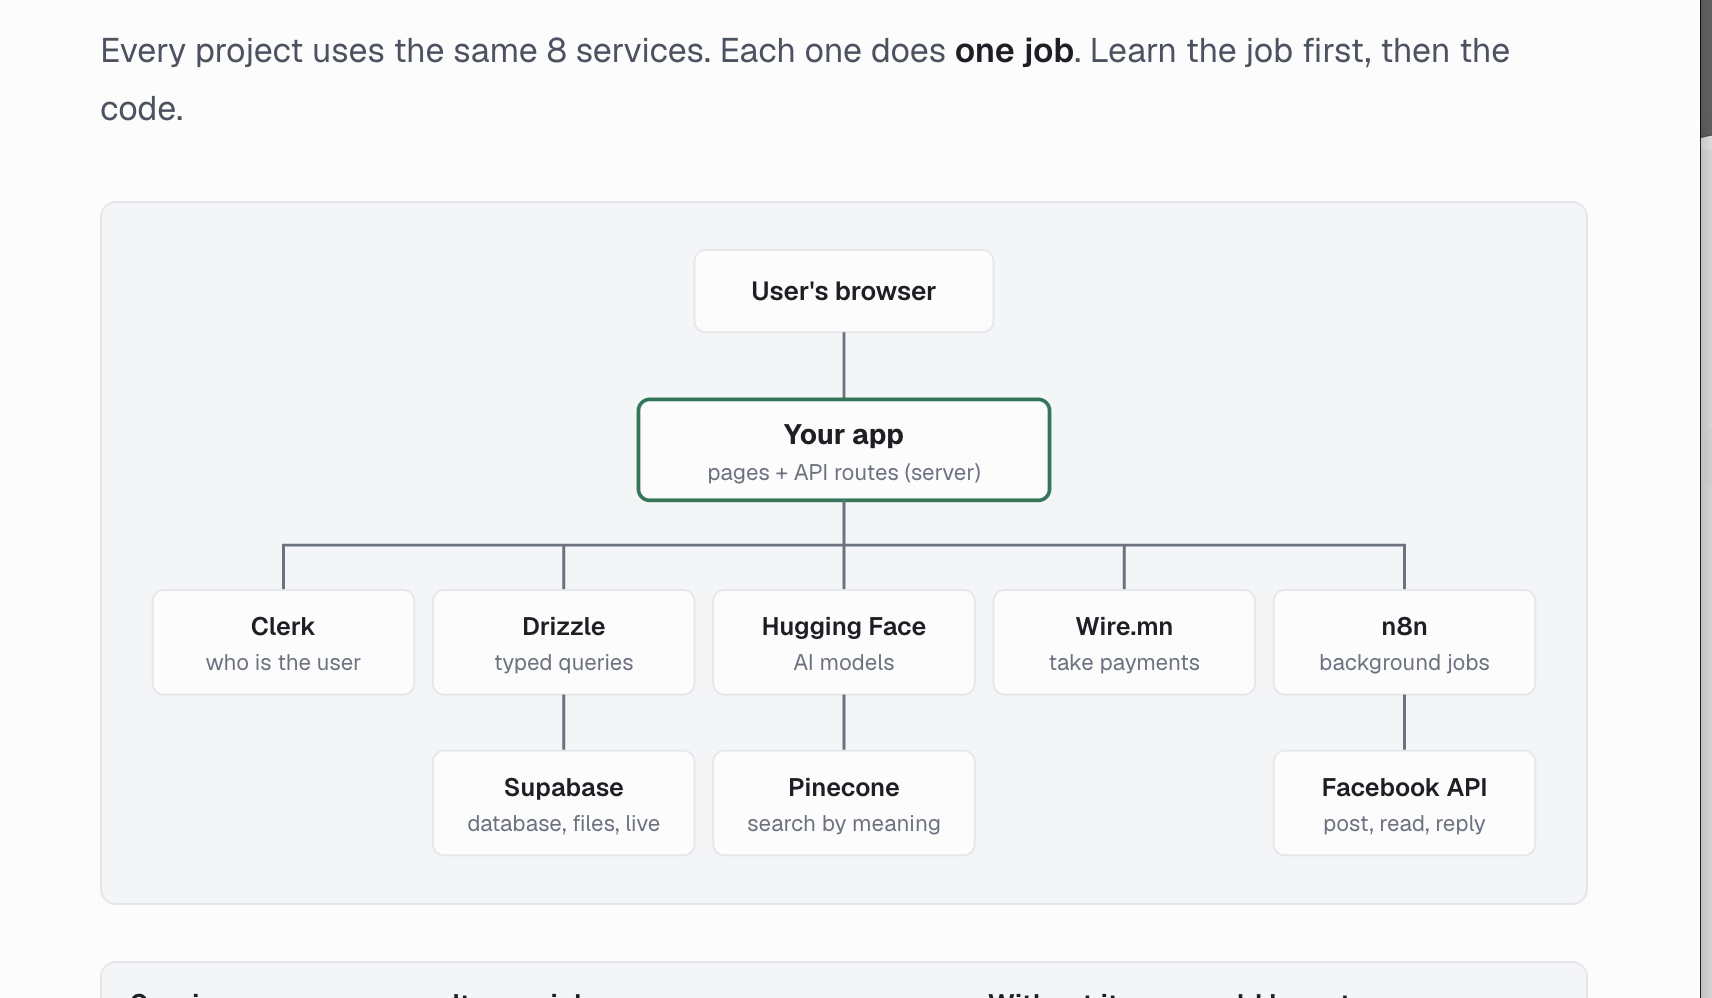 Every project uses the same 8 services. Each one does one job. Learn the job first, then the
code.
User's browser
Your app
pages + API routes (server)
Clerk
who is the user
Drizzle
typed queries
Hugging Face
AI models
Wire.mn
take payments
n8n
background jobs
Supabase
database, files, live
Pinecone
search by meaning
Facebook API
post, read, reply